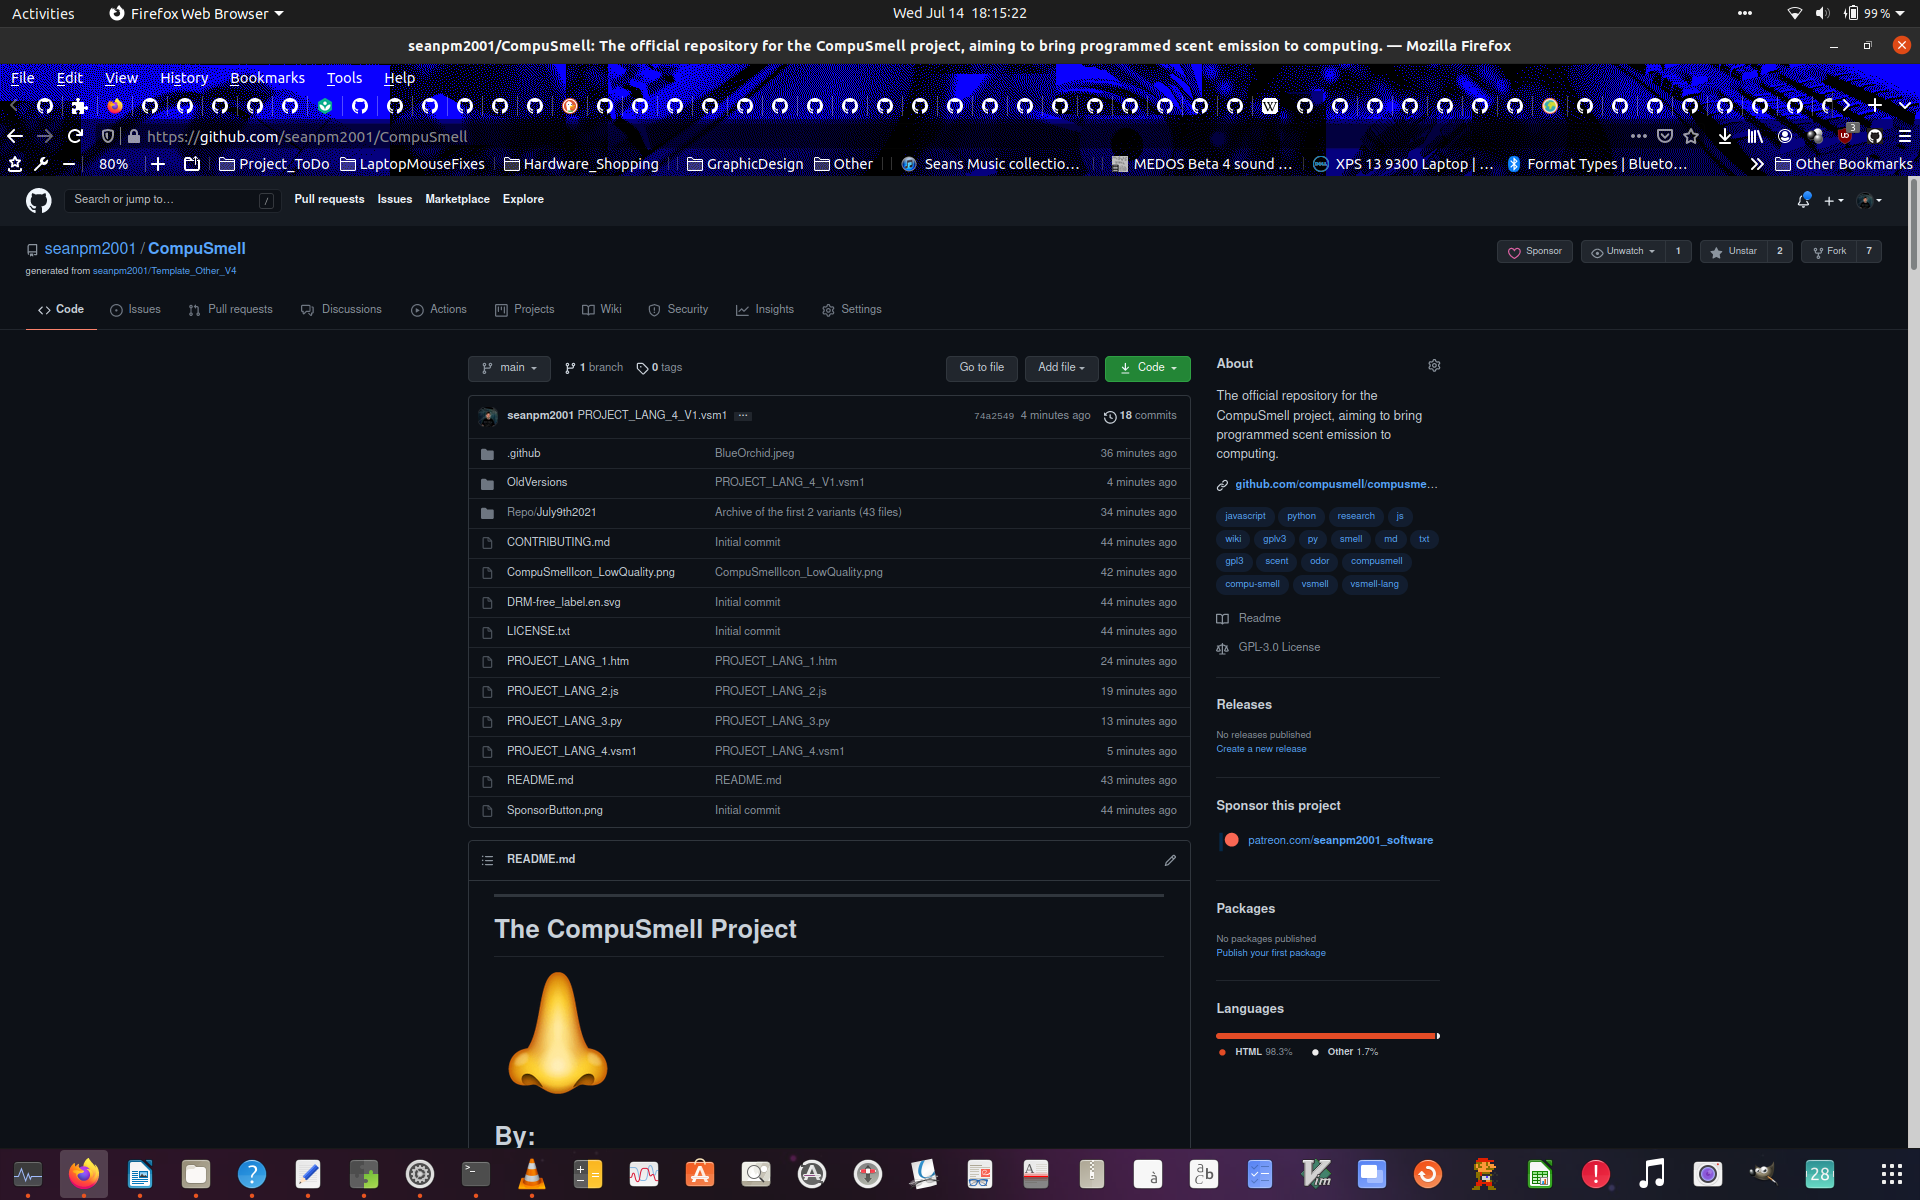 Activities Firefox Web Browser Wed Jul 14 18:15:22 99 %
seanpm2001/CompuSmell: The official repository for the CompuSmell project, aiming to bring programmed scent emission to computing. — Mozilla Firefox
File Edit View History Bookmarks Tools Help
https://github.com/seanpm2001/CompuSmell 3
80% Project_ToDo LaptopMouseFixes Hardware_Shopping GraphicDesign Other Seans Music collectio… MEDOS Beta 4 sound … XPS 13 9300 Laptop | … Format Types | Blueto… Other Bookmarks
Search or jump to… / Pull requests Issues Marketplace Explore
seanpm2001 / CompuSmell Sponsor Unwatch 1 Unstar 2 Fork 7
generated from seanpm2001/Template_Other_V4
Code Issues Pull requests Discussions Actions Projects Wiki Security Insights Settings
main 1 branch 0 tags Go to file Add file Code
seanpm2001 PROJECT_LANG_4_V1.vsm1 ··· 74a2549 4 minutes ago 18 commits
.github BlueOrchid.jpeg 36 minutes ago
OldVersions PROJECT_LANG_4_V1.vsm1 4 minutes ago
Repo/July9th2021 Archive of the first 2 variants (43 files) 34 minutes ago
CONTRIBUTING.md Initial commit 44 minutes ago
CompuSmellIcon_LowQuality.png CompuSmellIcon_LowQuality.png 42 minutes ago
DRM-free_label.en.svg Initial commit 44 minutes ago
LICENSE.txt Initial commit 44 minutes ago
PROJECT_LANG_1.htm PROJECT_LANG_1.htm 24 minutes ago
PROJECT_LANG_2.js PROJECT_LANG_2.js 19 minutes ago
PROJECT_LANG_3.py PROJECT_LANG_3.py 13 minutes ago
PROJECT_LANG_4.vsm1 PROJECT_LANG_4.vsm1 5 minutes ago
README.md README.md 43 minutes ago
SponsorButton.png Initial commit 44 minutes ago
README.md
The CompuSmell Project
By:
About
The official repository for the
CompuSmell project, aiming to bring
programmed scent emission to
computing.
github.com/compusmell/compusme…
javascript python research js
wiki gplv3 py smell md txt
gpl3 scent odor compusmell
compu-smell vsmell vsmell-lang
Readme
GPL-3.0 License
Releases
No releases published
Create a new release
Sponsor this project
patreon.com/seanpm2001_software
Packages
No packages published
Publish your first package
Languages
HTML 98.3% Other 1.7%
28